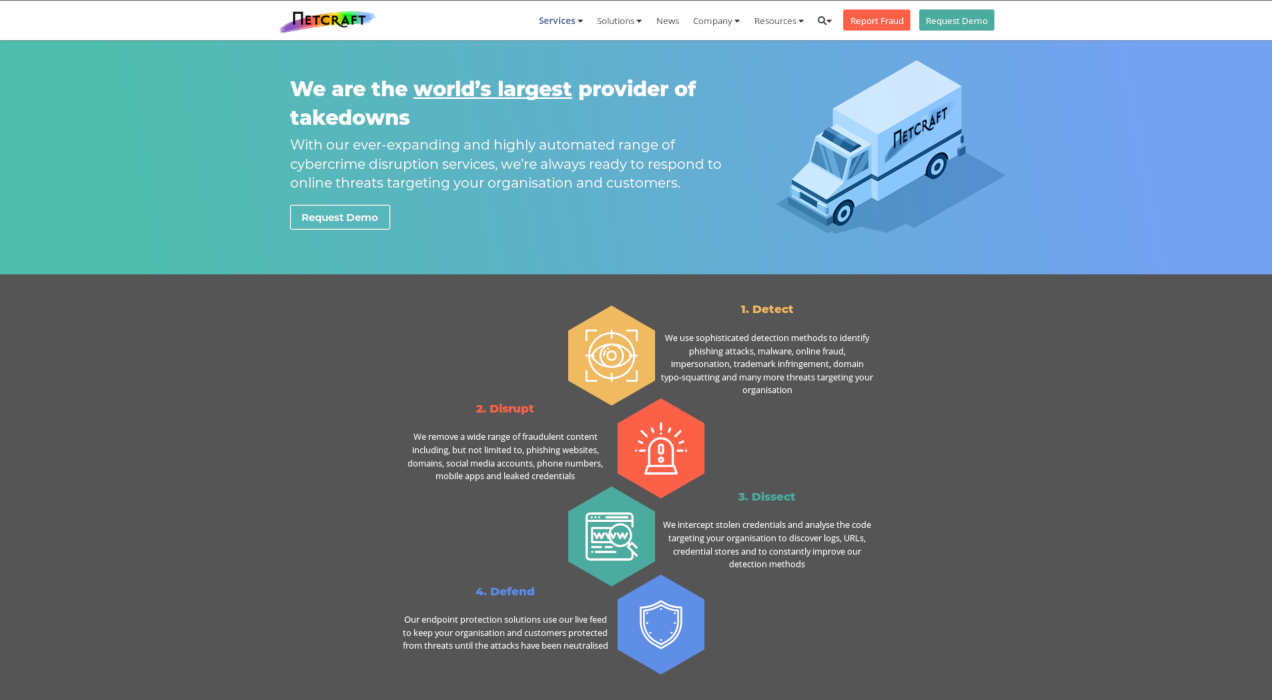 NETCRAFT
Services
Solutions
News
Company
Resources
Report Fraud
Request Demo
We are the world’s largest provider of
takedowns
With our ever-expanding and highly automated range of
cybercrime disruption services, we’re always ready to respond to
online threats targeting your organisation and customers.
Request Demo
NETCRAFT
1. Detect
We use sophisticated detection methods to identify
phishing attacks, malware, online fraud,
impersonation, trademark infringement, domain
typo-squatting and many more threats targeting your
organisation
2. Disrupt
We remove a wide range of fraudulent content
including, but not limited to, phishing websites,
domains, social media accounts, phone numbers,
mobile apps and leaked credentials
3. Dissect
We intercept stolen credentials and analyse the code
targeting your organisation to discover logs, URLs,
credential stores and to constantly improve our
detection methods
www
4. Defend
Our endpoint protection solutions use our live feed
to keep your organisation and customers protected
from threats until the attacks have been neutralised